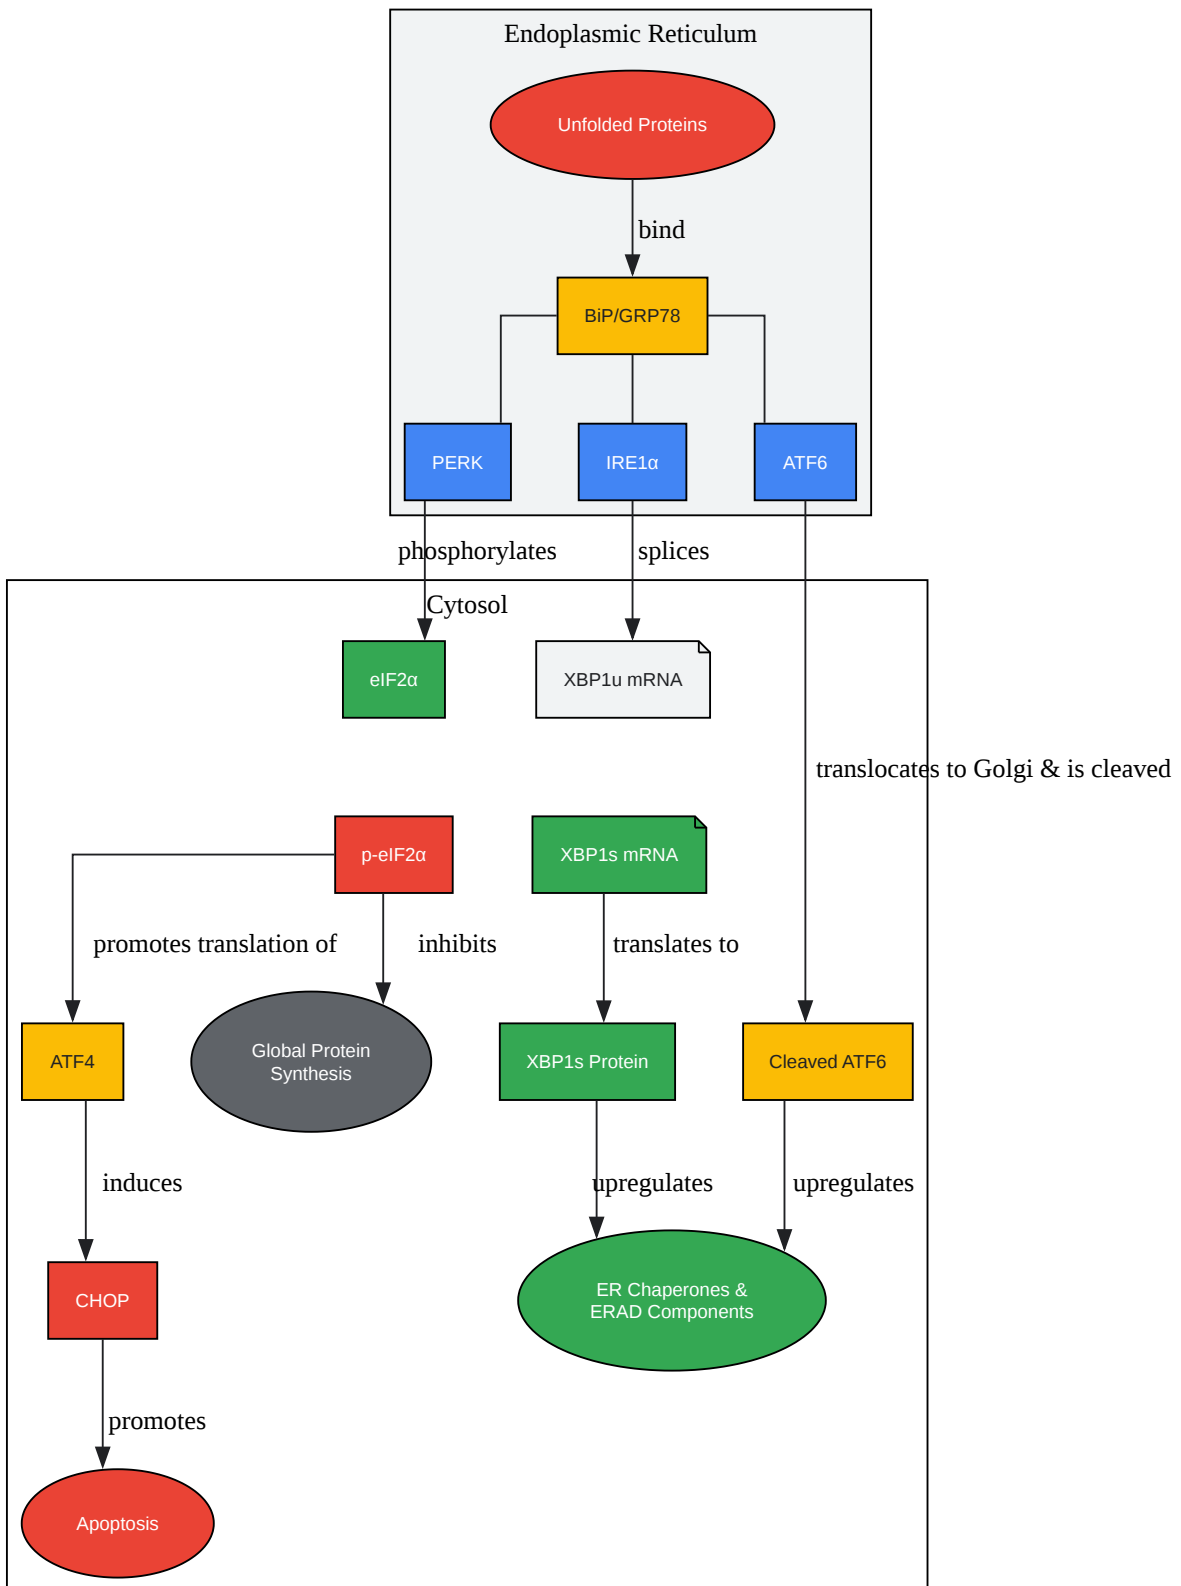 Endoplasmic Reticulum
Unfolded Proteins
bind
BiP/GRP78
PERK
IRE1α
ATF6
phosphorylates
splices
Cytosol
eIF2α
XBP1u mRNA
translocates to Golgi & is cleaved
p-eIF2α
XBP1s mRNA
promotes translation of
inhibits
translates to
ATF4
Global Protein
Synthesis
XBP1s Protein
Cleaved ATF6
induces
upregulates
upregulates
CHOP
ER Chaperones &
ERAD Components
promotes
Apoptosis